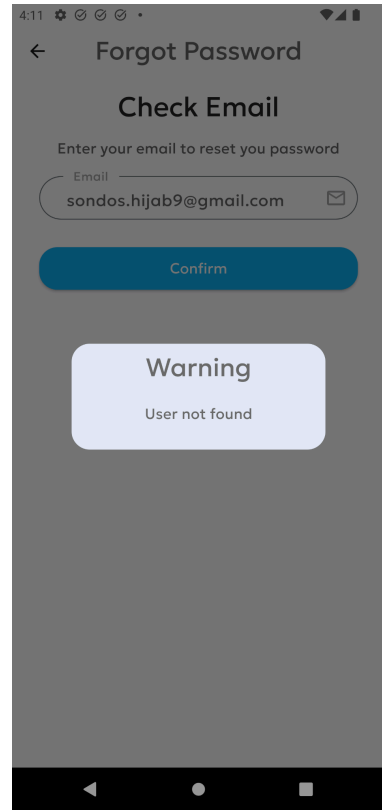 4:11
Forgot Password
Check Email
Enter your email to reset you password
Email
sondos.hijab9@gmail.com
Confirm
Warning
User not found